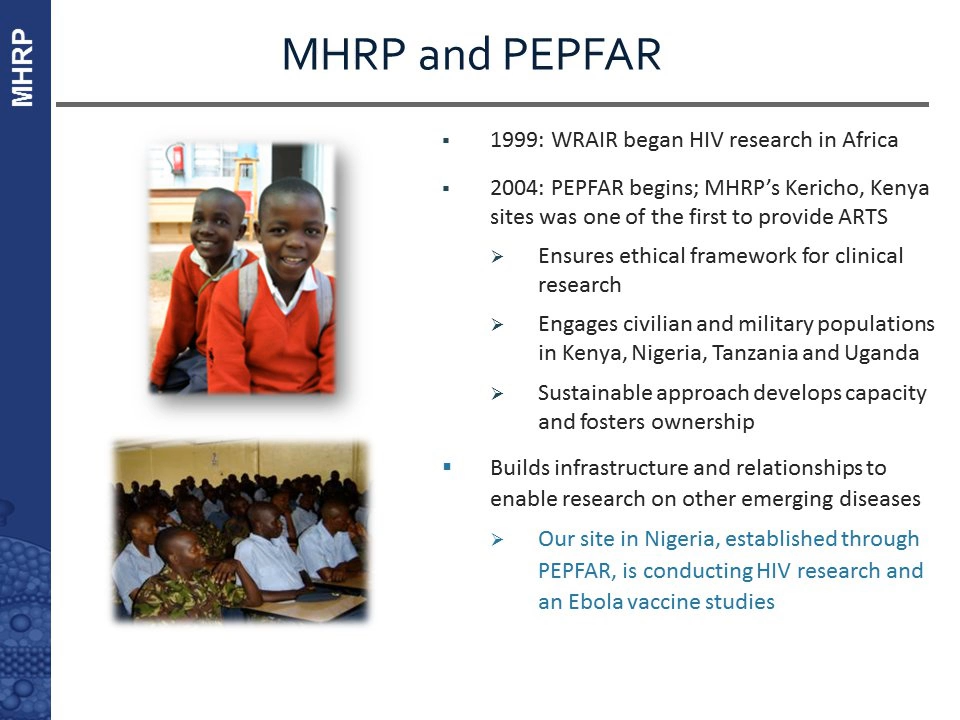 MHRP
MHRP and PEPFAR
1999: WRAIR began HIV research in Africa
2004: PEPFAR begins; MHRP's Kericho, Kenya
sites was one of the first to provide ARTS
Ensures ethical framework for clinical
research
Engages civilian and military populations
in Kenya, Nigeria, Tanzania and Uganda
Sustainable approach develops capacity
and fosters ownership
Builds infrastructure and relationships to
enable research on other emerging diseases
Our site in Nigeria, established through
PEPFAR, is conducting HIV research and
an Ebola vaccine studies